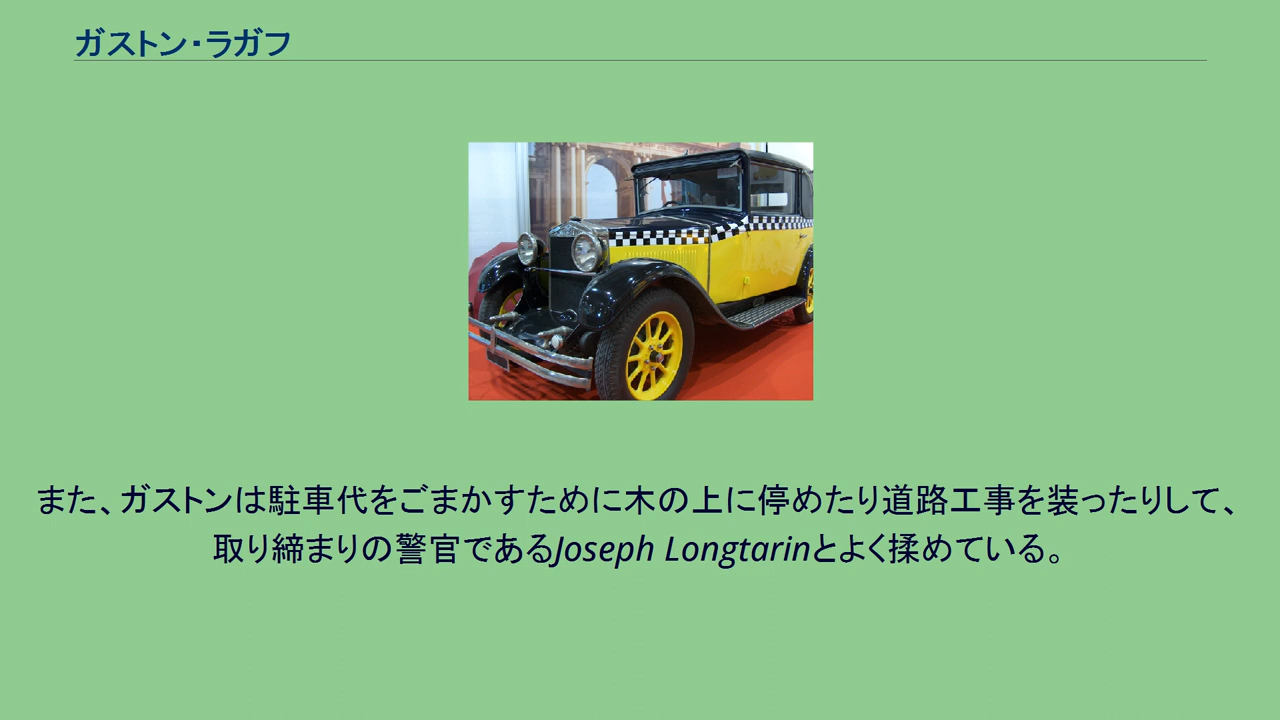 ガストン・ラガフ
また、ガストンは駐車代をごまかすために木の上に停めたり道路工事を装ったりして、
取り締まりの警官であるJoseph Longtarinとよく揉めている。